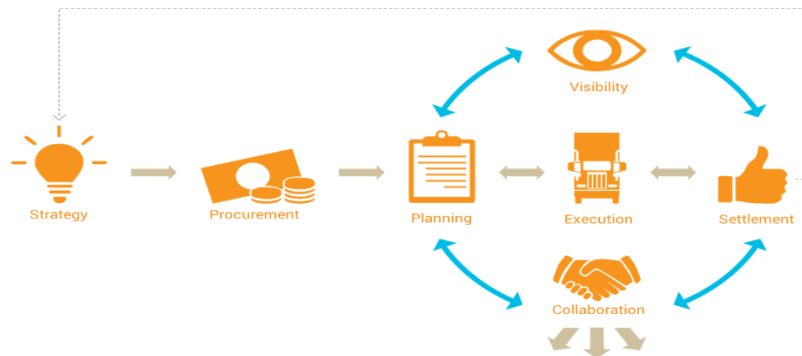 Visibility
Strategy
Procurement
Planning
Execution
Settlement
Collaboration